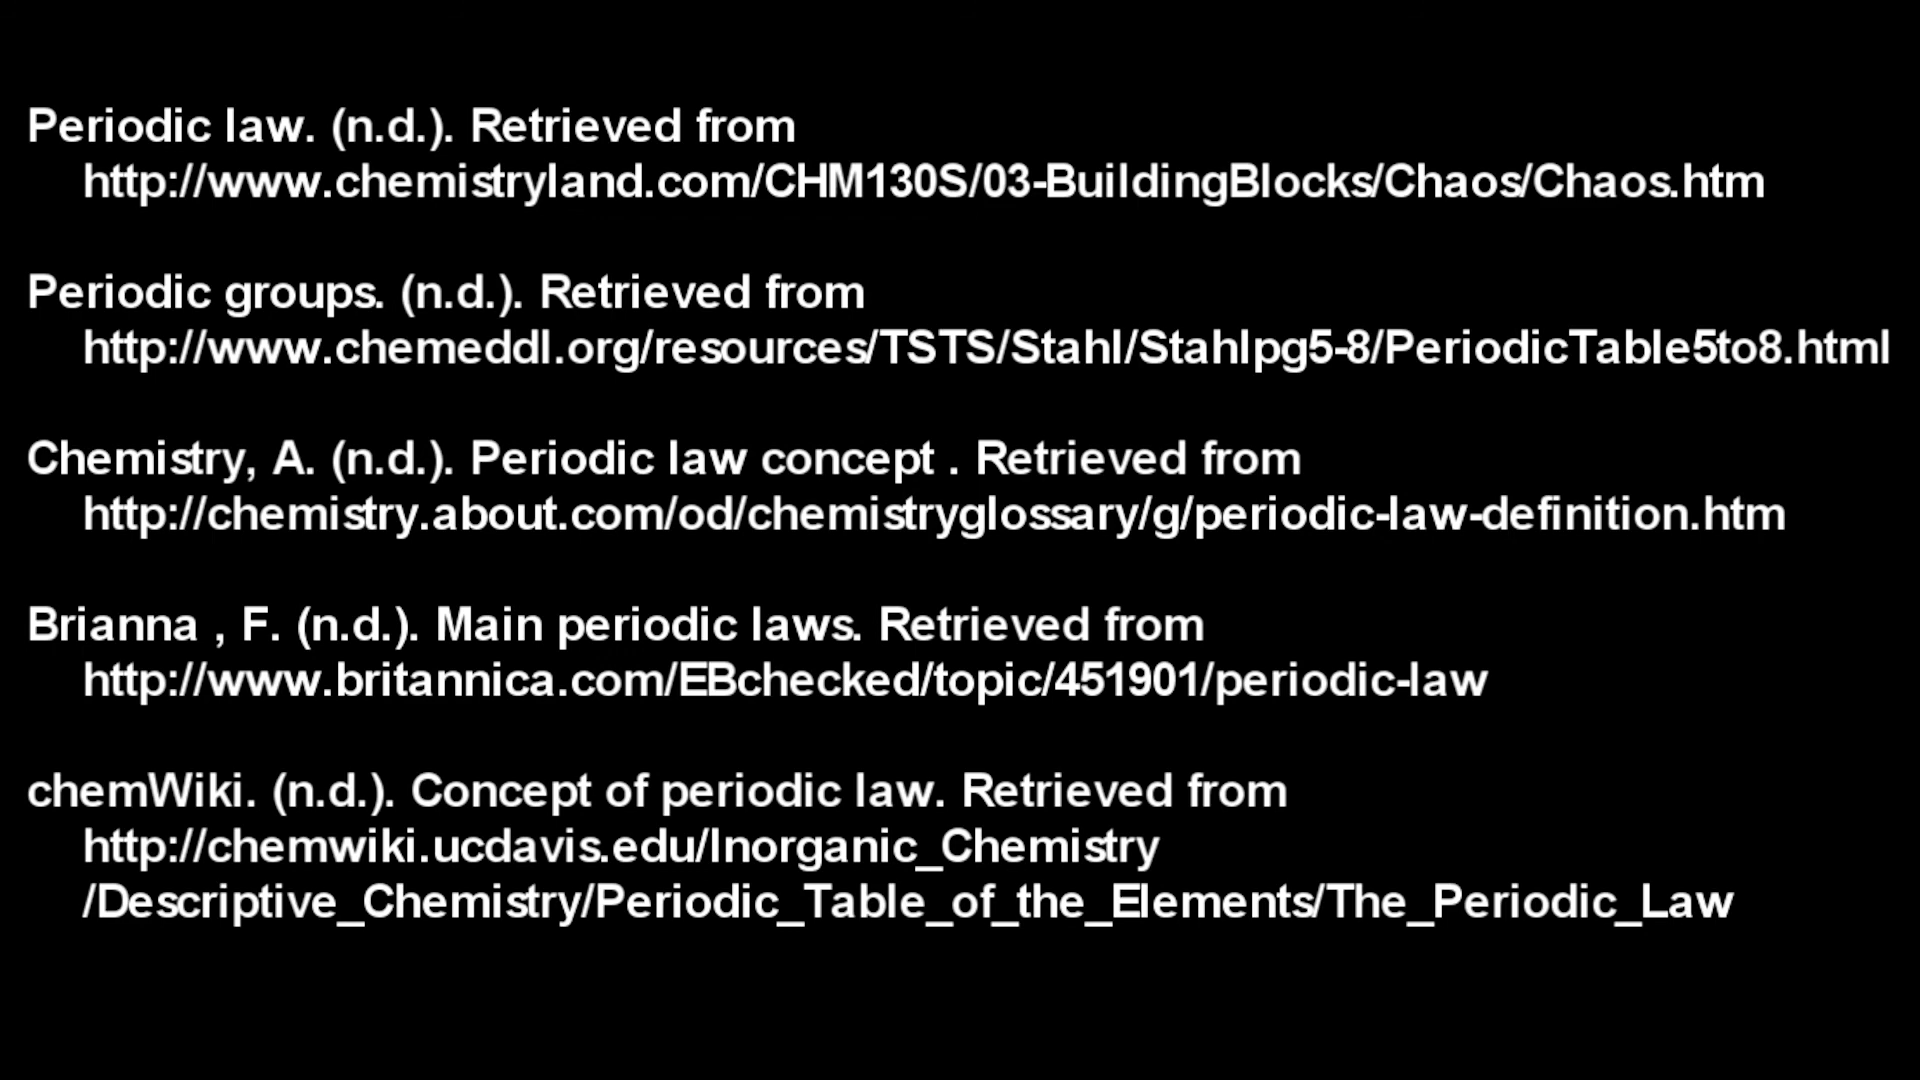 Periodic law. (n.d.). Retrieved from
http://www.chemistryland.com/CHM130S/03-BuildingBlocks/Chaos/Chaos.htm
Periodic groups. (n.d.). Retrieved from
http://www.chemeddl.org/resources/TSTS/Stahl/Stahlpg5-8/PeriodicTable5to8.html
Chemistry, A. (n.d.). Periodic law concept . Retrieved from
http://chemistry.about.com/od/chemistryglossary/g/periodic-law-definition.htm
Brianna , F. (n.d.). Main periodic laws. Retrieved from
http://www.britannica.com/EBchecked/topic/451901/periodic-law
chemWiki. (n.d.). Concept of periodic law. Retrieved from
http://chemwiki.ucdavis.edu/Inorganic_Chemistry
/Descriptive_Chemistry/Periodic_Table_of_the_Elements/The_Periodic_Law